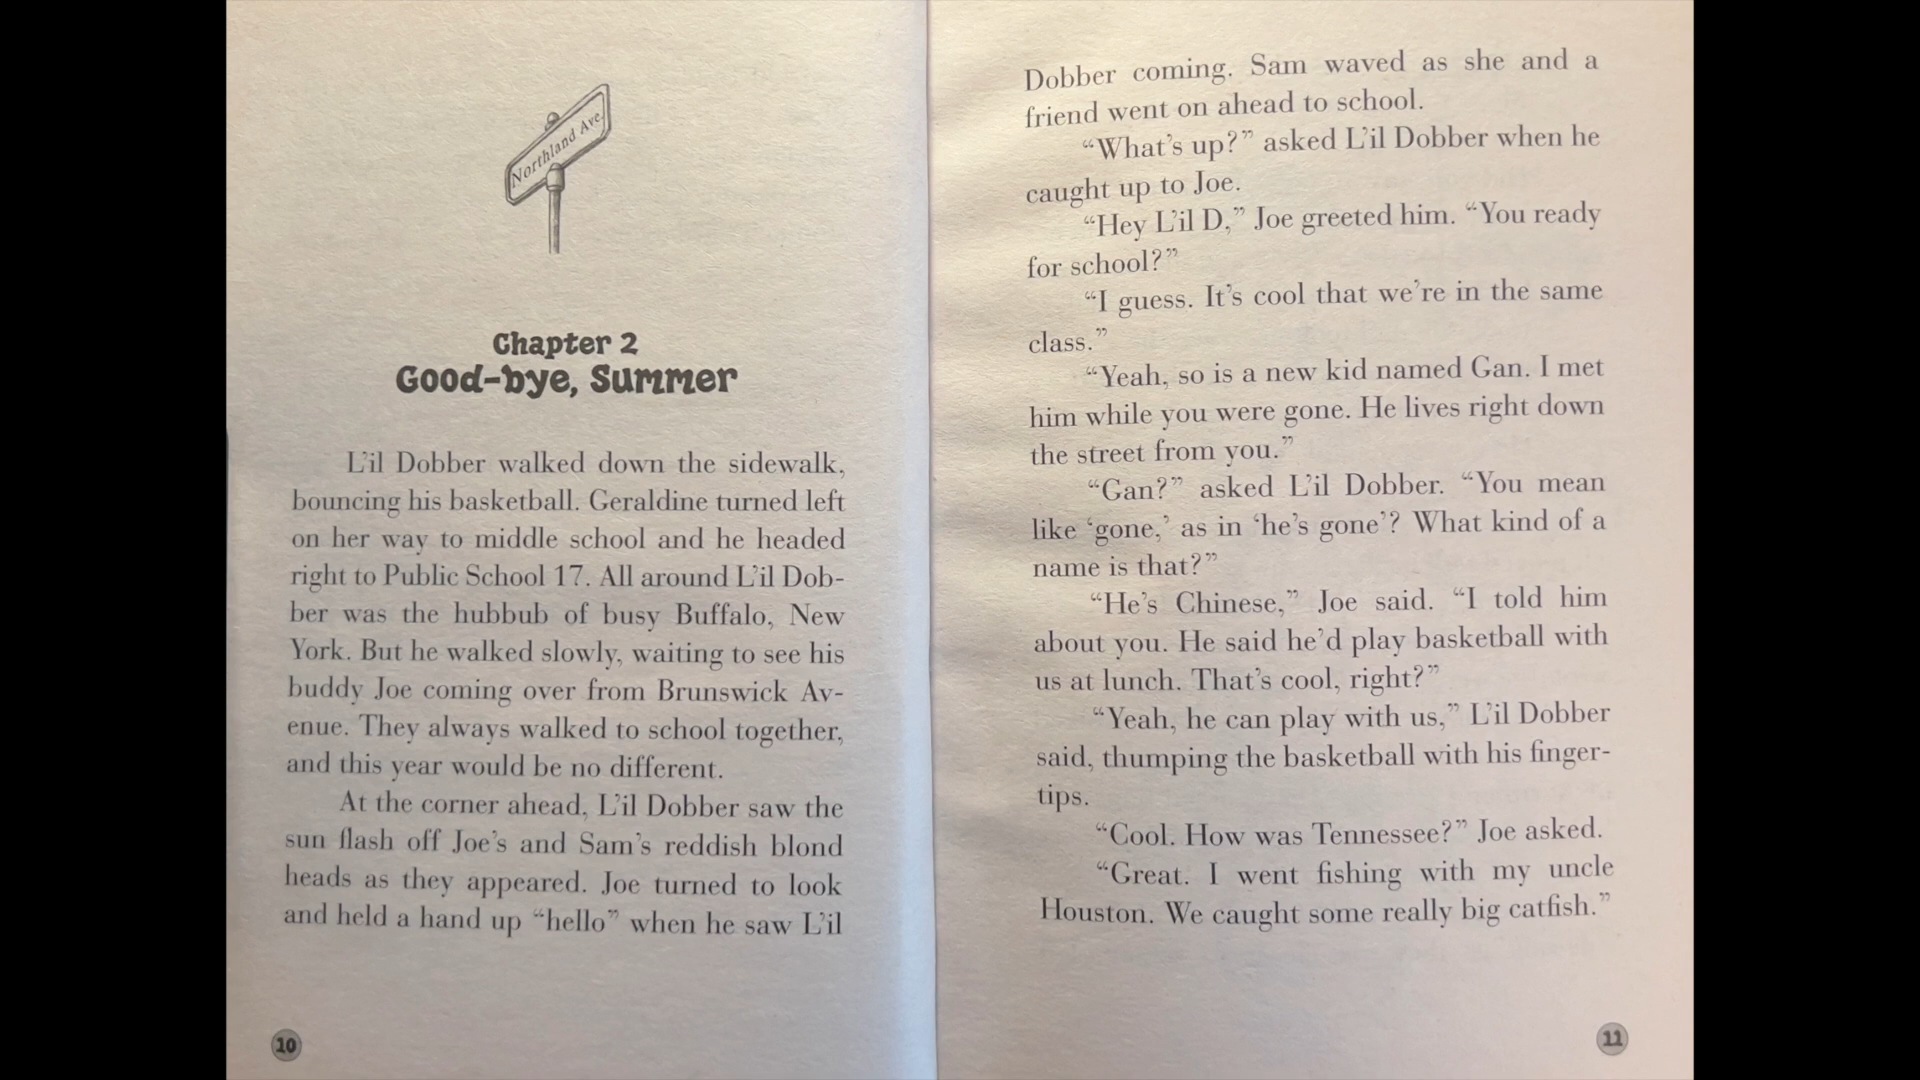 Northland Ave.
Chapter 2
Good-bye, Summer
L’il Dobber walked down the sidewalk,
bouncing his basketball. Geraldine turned left
on her way to middle school and he headed
right to Public School 17. All around L’il Dob-
ber was the hubbub of busy Buffalo, New
York. But he walked slowly, waiting to see his
buddy Joe coming over from Brunswick Av-
enue. They always walked to school together,
and this year would be no different.
At the corner ahead, L’il Dobber saw the
sun flash off Joe’s and Sam’s reddish blond
heads as they appeared. Joe turned to look
and held a hand up “hello” when he saw L’il
10
Dobber coming. Sam waved as she and a
friend went on ahead to school.
“What’s up?” asked L’il Dobber when he
caught up to Joe.
“Hey L’il D,” Joe greeted him. “You ready
for school?”
“I guess. It’s cool that we’re in the same
class.”
“Yeah, so is a new kid named Gan. I met
him while you were gone. He lives right down
the street from you.”
“Gan?” asked L’il Dobber. “You mean
like ‘gone,’ as in ‘he’s gone’? What kind of a
name is that?”
“He’s Chinese,” Joe said. “I told him
about you. He said he’d play basketball with
us at lunch. That’s cool, right?”
“Yeah, he can play with us,” L’il Dobber
said, thumping the basketball with his finger-
tips.
“Cool. How was Tennessee?” Joe asked.
“Great. I went fishing with my uncle
Houston. We caught some really big catfish.”
11